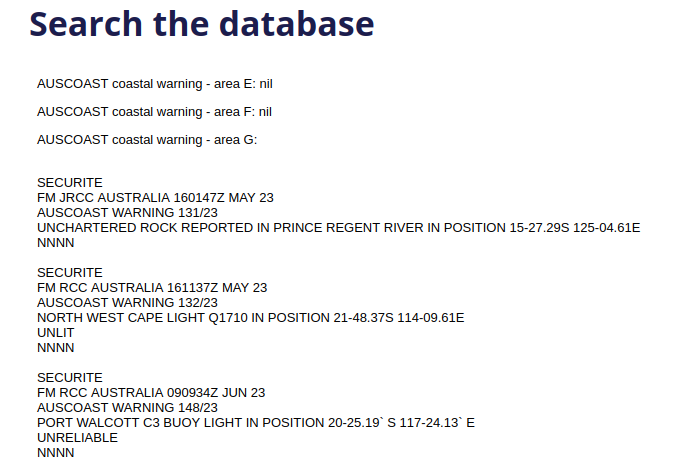 Search the database
AUSCOAST coastal warning - area E: nil
AUSCOAST coastal warning - area F: nil
AUSCOAST coastal warning - area G:
SECURITE
FM JRCC AUSTRALIA 160147Z MAY 23
AUSCOAST WARNING 131/23
UNCHARTERED ROCK REPORTED IN PRINCE REGENT RIVER IN POSITION 15-27.29S 125-04.61E
NNNN
SECURITE
FM RCC AUSTRALIA 161137Z MAY 23
AUSCOAST WARNING 132/23
NORTH WEST CAPE LIGHT Q1710 IN POSITION 21-48.37S 114-09.61E
UNLIT
NNNN
SECURITE
FM RCC AUSTRALIA 090934Z JUN 23
AUSCOAST WARNING 148/23
PORT WALCOTT C3 BUOY LIGHT IN POSITION 20-25.19` S 117-24.13` E
UNRELIABLE
NNNN